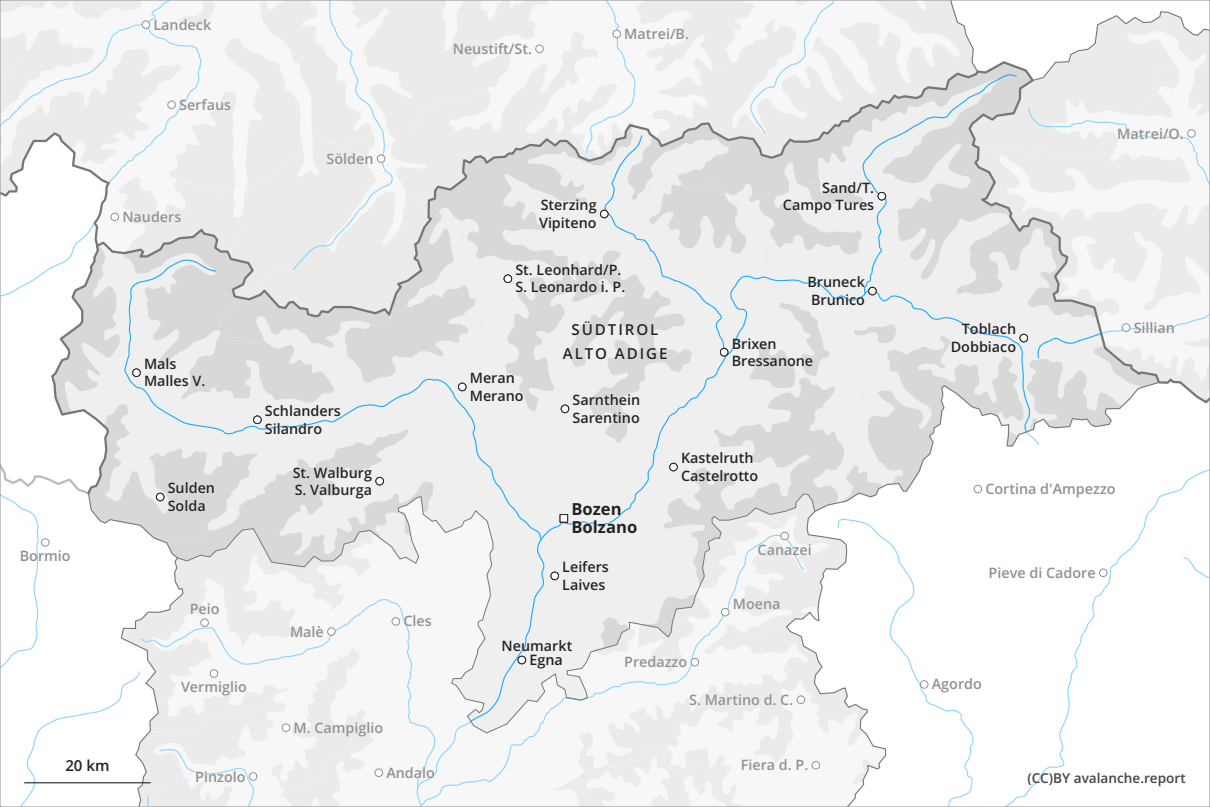 Landeck
Matrei/B.
Neustift/St.
Serfaus
Matrei/O.
Sölden
Nauders
Sterzing
Vipiteno
Sand/T.
Campo Tures
St. Leonhard/P.
S. Leonardo i. P.
Bruneck
Brunico
SÜDTIROL
ALTO ADIGE
Toblach
Dobbiaco
Sillian
Brixen
Bressanone
Mals
Malles V.
Meran
Merano
Sarnthein
Sarentino
Schlanders
Silandro
Kastelruth
Castelrotto
St. Walburg
S. Valburga
Sulden
Solda
Cortina d'Ampezzo
Bozen
Bolzano
Bormio
Canazei
Leifers
Laives
Pieve di Cadore
Peio
Moena
Malè
Cles
Neumarkt
Egna
Predazzo
Vermiglio
Agordo
S. Martino d. C.
M. Campiglio
Fiera d. P.
20 km
Pinzolo
Andalo
(CC)BY avalanche.report